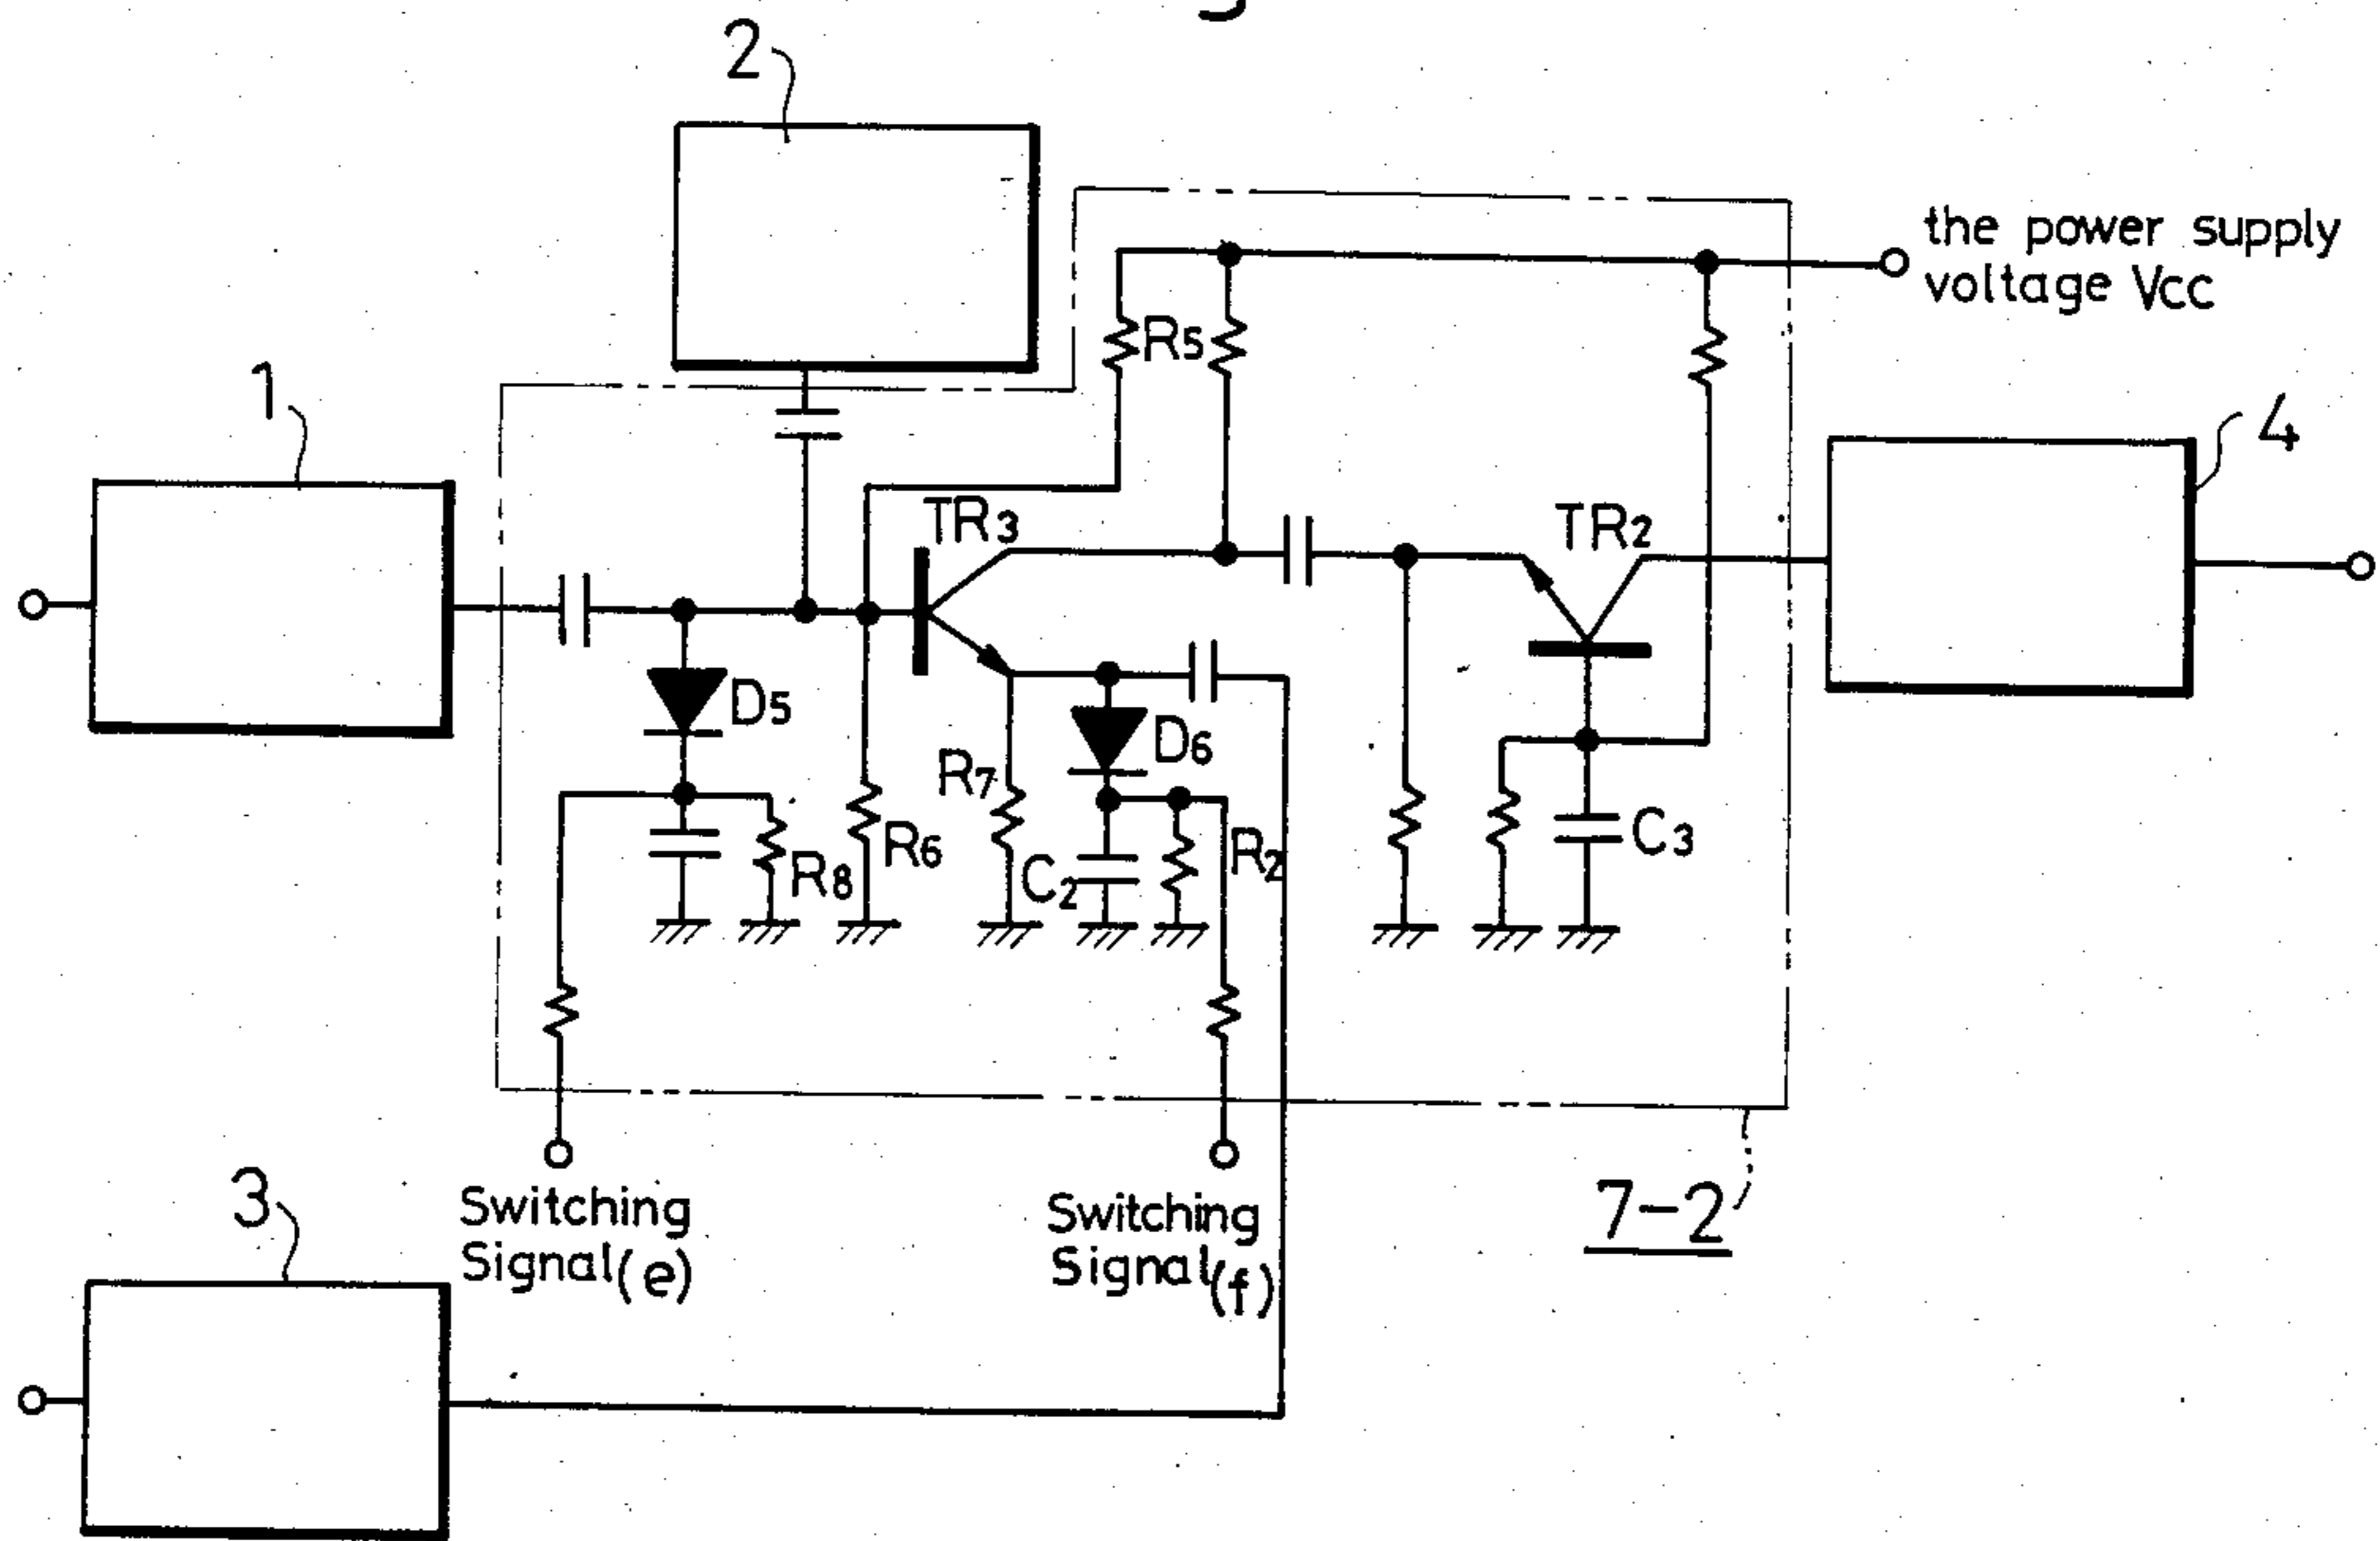 2
the power supply
voltage Vcc
R5
1
4
TR3
TR2
D5
D6
R7
R8
R6
C2
R2
C3
Switching
Signal(e)
Switching
Signal(f)
7-2
3